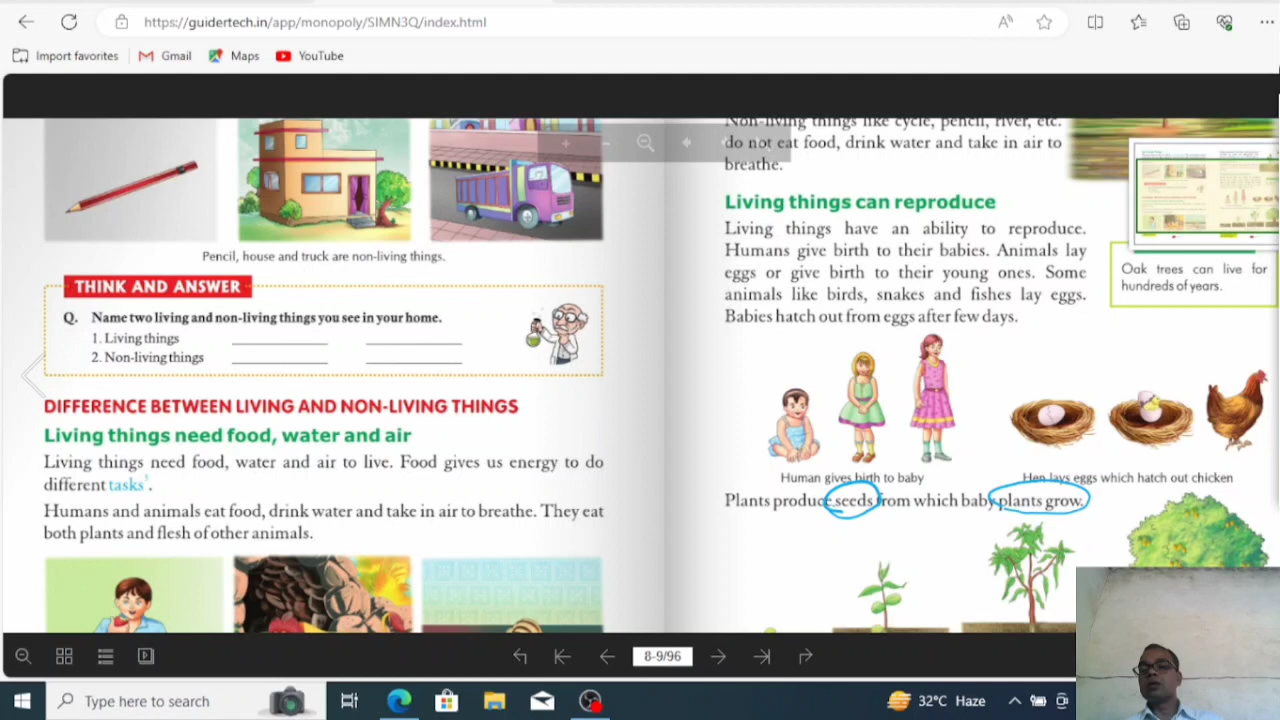 https://guidertech.in/app/monopoly/SIMN3Q/index.html
Import favorites
Gmail
Maps
YouTube
Pencil, house and truck are non-living things.
THINK AND ANSWER
Q. Name two living and non-living things you see in your home.
1. Living things
2. Non-living things
DIFFERENCE BETWEEN LIVING AND NON-LIVING THINGS
Living things need food, water and air
Living things need food, water and air to live. Food gives us energy to do
different tasks
Humans and animals eat food, drink water and take in air to breathe. They eat
both plants and flesh of other animals.
Non-living things like cycle, pencil, river, etc.
do not eat food, drink water and take in air to
breathe.
Living things can reproduce
Living things have an ability to reproduce.
Humans give birth to their babies. Animals lay
eggs or give birth to their young ones. Some
animals like birds, snakes and fishes lay eggs.
Babies hatch out from eggs after few days.
Oak trees can live for
hundreds of years.
Human gives birth to baby
Hen lays eggs which hatch out chicken
Plants produce seeds from which baby plants grow.
8-9/96
Type here to search
32°C Haze